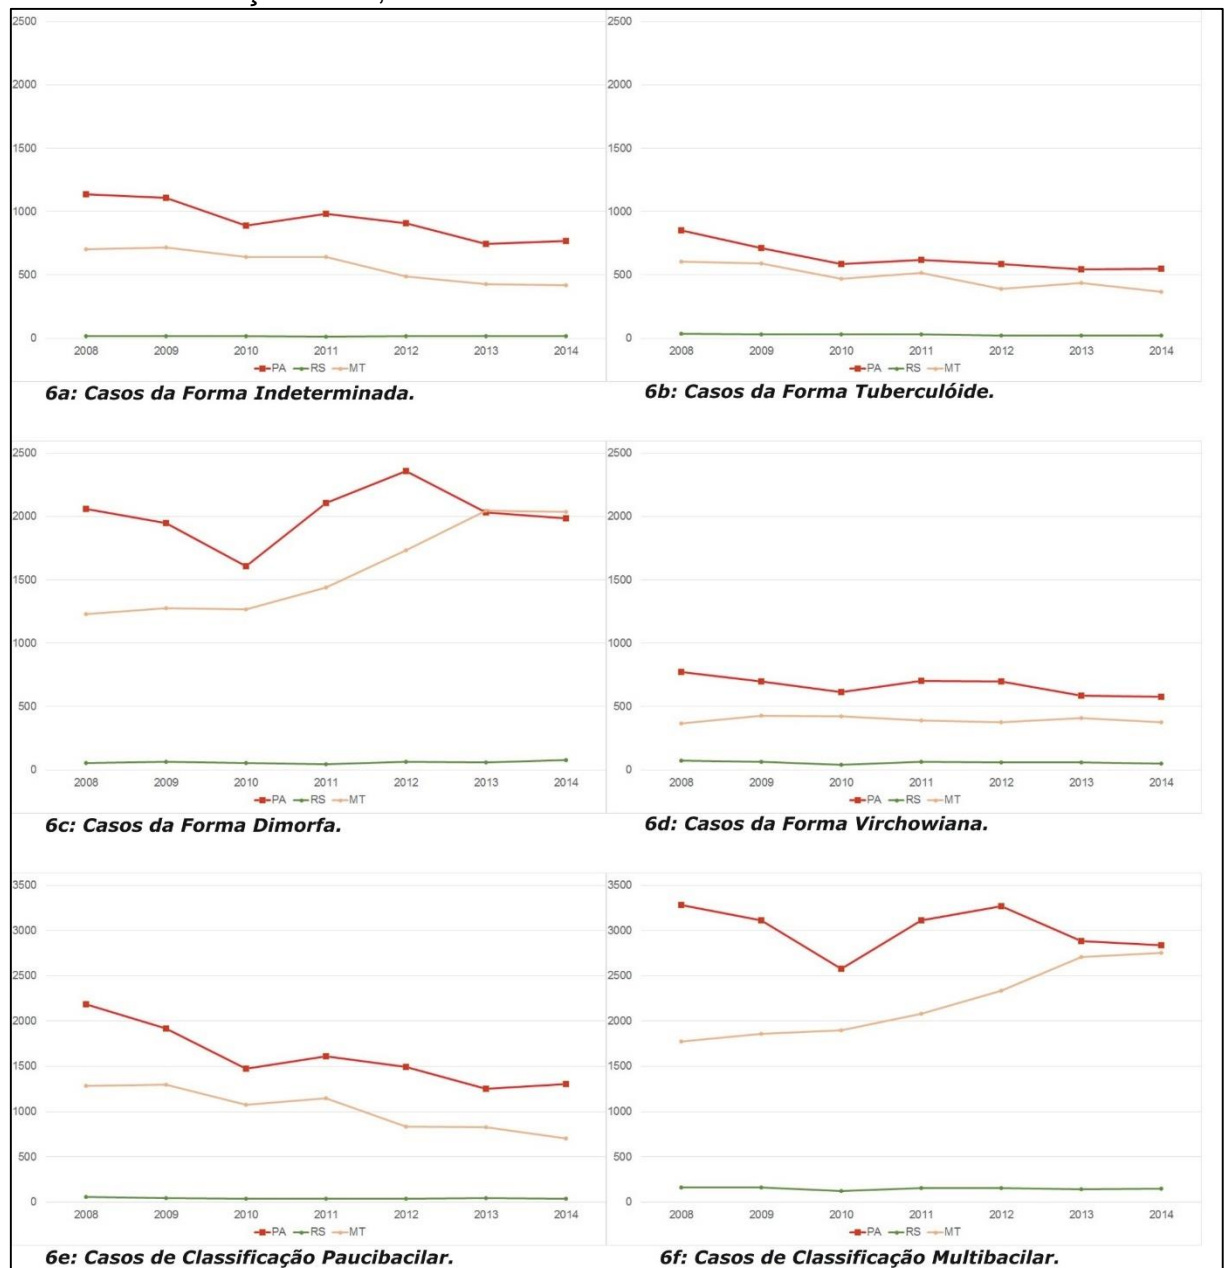 2500
2000
1500
1000
500
0
2008 2009 2010 2011 2012 2013 2014
PA RS MT
6a: Casos da Forma Indeterminada.
2500
2000
1500
1000
500
0
2008 2009 2010 2011 2012 2013 2014
PA RS MT
6b: Casos da Forma Tuberculóide.
2500
2000
1500
1000
500
0
2008 2009 2010 2011 2012 2013 2014
PA RS MT
6c: Casos da Forma Dimorfa.
2500
2000
1500
1000
500
0
2008 2009 2010 2011 2012 2013 2014
PA RS MT
6d: Casos da Forma Virchowiana.
3500
3000
2500
2000
1500
1000
500
0
2008 2009 2010 2011 2012 2013 2014
PA RS MT
6e: Casos de Classificação Paucibacilar.
3500
3000
2500
2000
1500
1000
500
0
2008 2009 2010 2011 2012 2013 2014
PA RS MT
6f: Casos de Classificação Multibacilar.